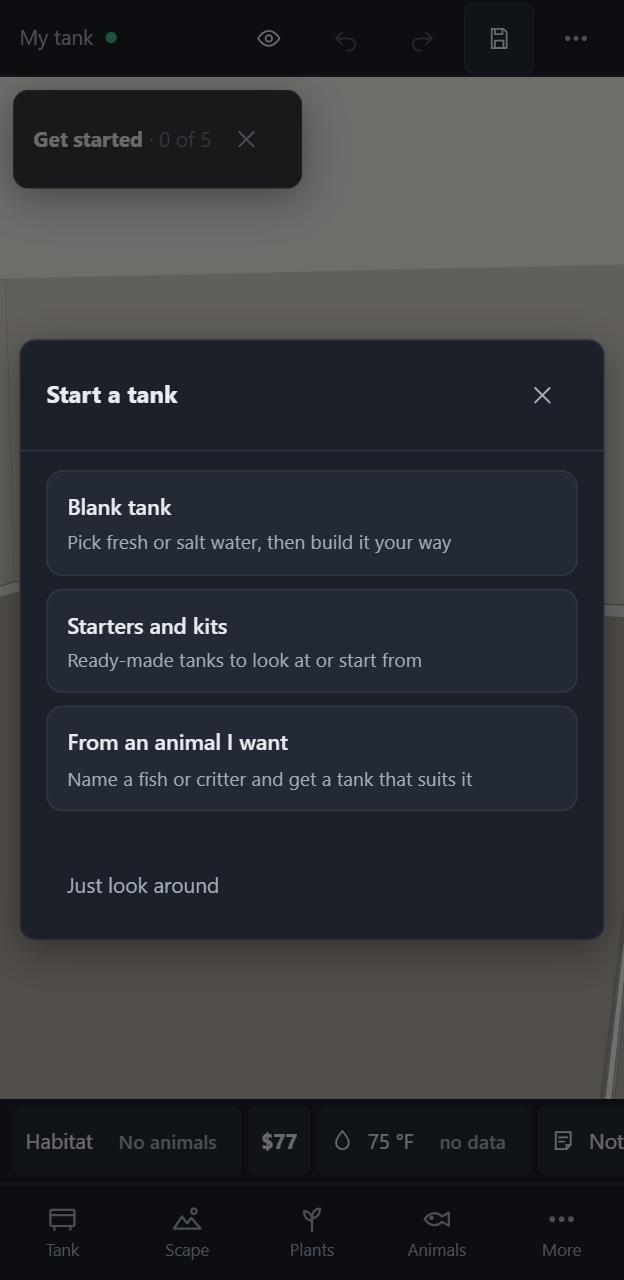 My tank
Get started · 0 of 5
Start a tank
Blank tank
Pick fresh or salt water, then build it your way
Starters and kits
Ready-made tanks to look at or start from
From an animal I want
Name a fish or critter and get a tank that suits it
Just look around
Habitat No animals $77 75 °F no data Not
Tank Scape Plants Animals More